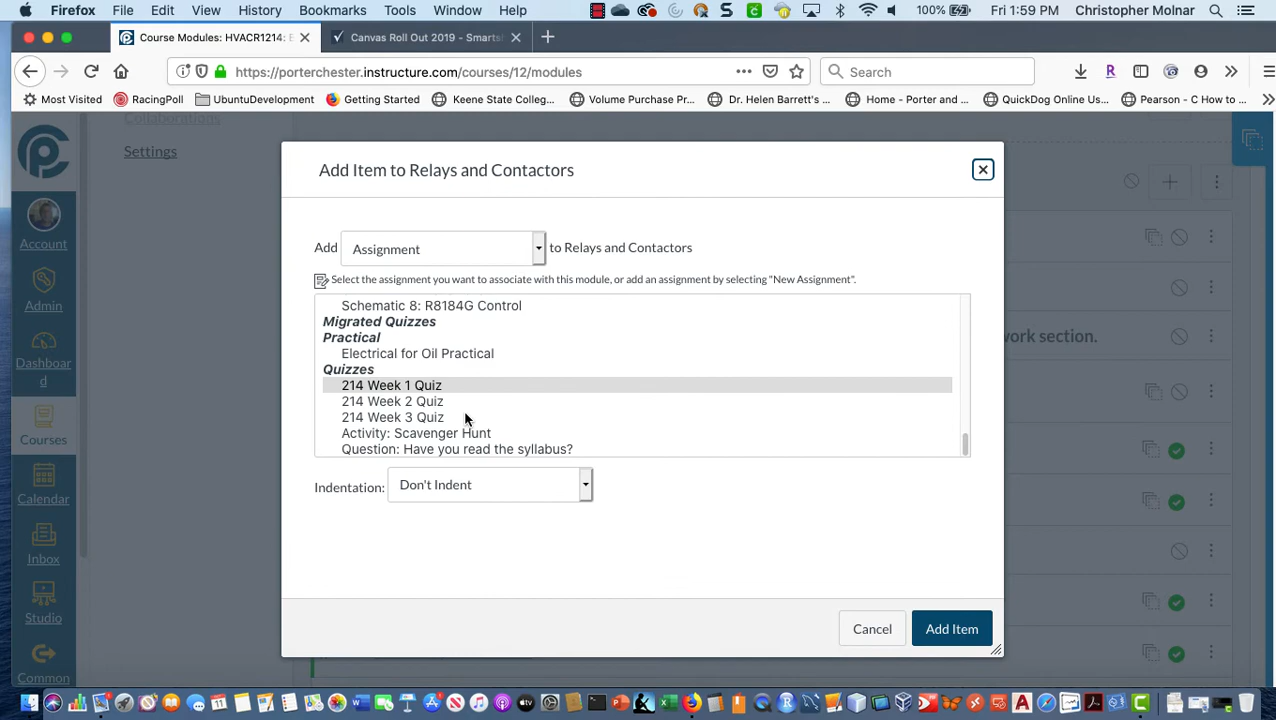 Firefox File Edit View History Bookmarks Tools Window Help 100% Fri 1:59 PM Christopher Molnar
Course Modules: HVACR1214: E Canvas Roll Out 2019 - Smarts
https://porterchester.instructure.com/courses/12/modules Search
Most Visited RacingPoll UbuntuDevelopment Getting Started Keene State Colleg... Volume Purchase Pr... Dr. Helen Barrett's... Home - Porter and ... QuickDog Online Us... Pearson - C How to ...
Collaborations
Settings
Account
Admin
Dashboar
d
Courses
Calendar
Inbox
Studio
Common
Add Item to Relays and Contactors
Add Assignment to Relays and Contactors
Select the assignment you want to associate with this module, or add an assignment by selecting "New Assignment".
Schematic 8: R8184G Control
Migrated Quizzes
Practical
Electrical for Oil Practical
Quizzes
214 Week 1 Quiz
214 Week 2 Quiz
214 Week 3 Quiz
Activity: Scavenger Hunt
Question: Have you read the syllabus?
Indentation: Don't Indent
Cancel Add Item
work section.